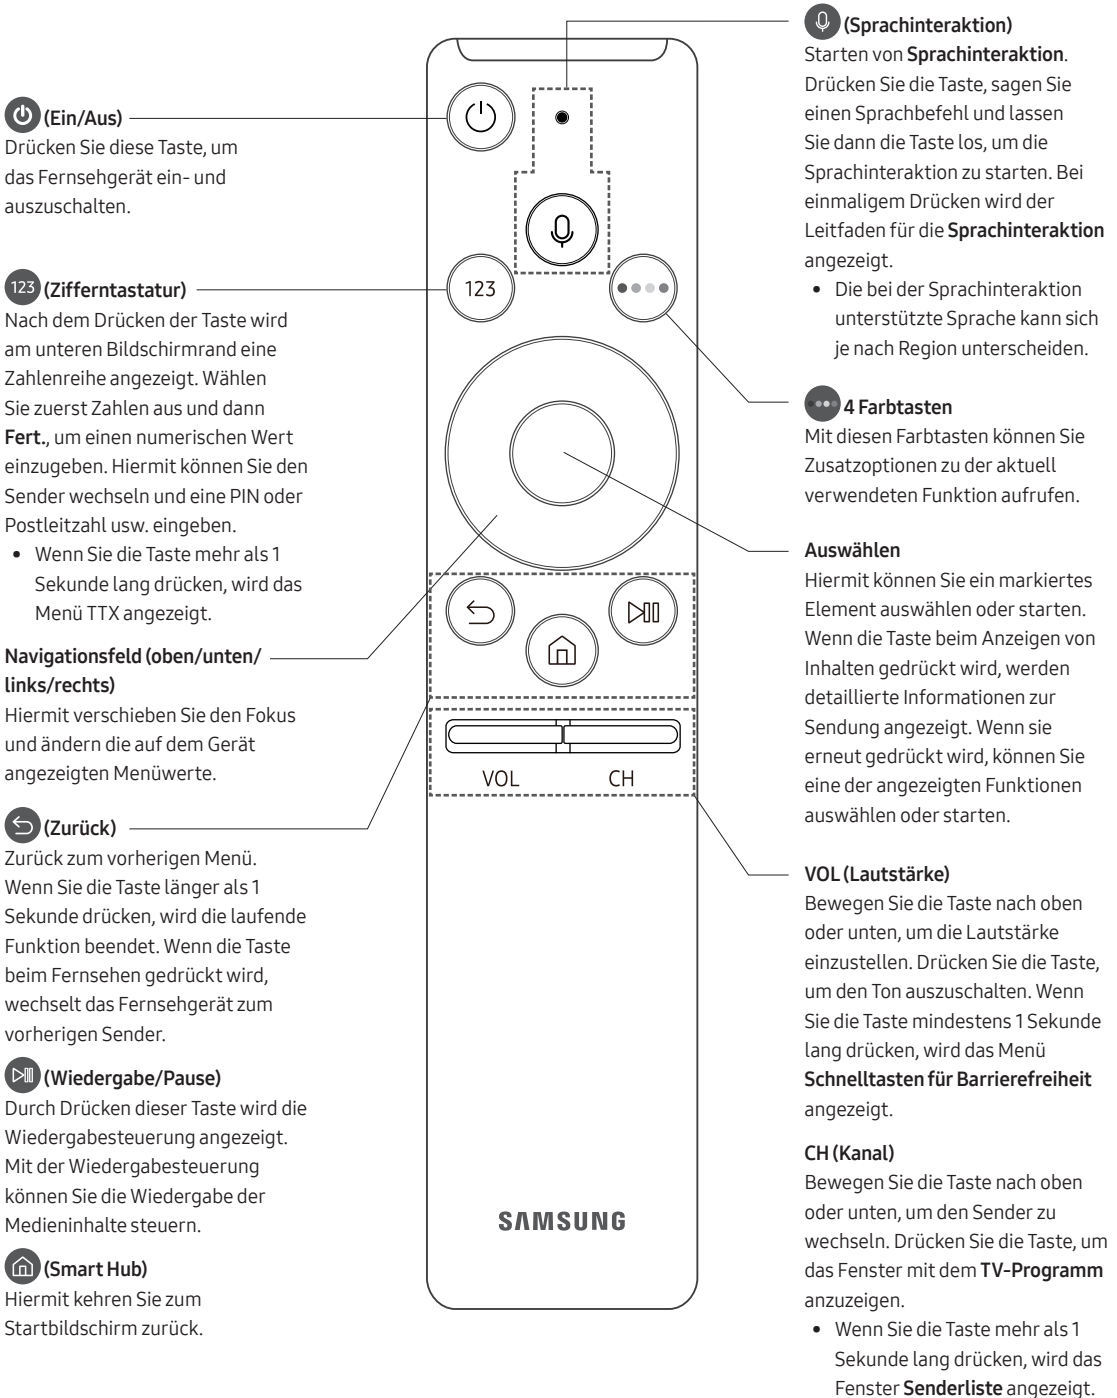 (Ein/Aus)
Drücken Sie diese Taste, um
das Fernsehgerät ein- und
auszuschalten.
123 (Zifferntastatur)
Nach dem Drücken der Taste wird
am unteren Bildschirmrand eine
Zahlenreihe angezeigt. Wählen
Sie zuerst Zahlen aus und dann
Fert., um einen numerischen Wert
einzugeben. Hiermit können Sie den
Sender wechseln und eine PIN oder
Postleitzahl usw. eingeben.
• Wenn Sie die Taste mehr als 1
Sekunde lang drücken, wird das
Menü TTX angezeigt.
Navigationsfeld (oben/unten/
links/rechts)
Hiermit verschieben Sie den Fokus
und ändern die auf dem Gerät
angezeigten Menüwerte.
(Zurück)
Zurück zum vorherigen Menü.
Wenn Sie die Taste länger als 1
Sekunde drücken, wird die laufende
Funktion beendet. Wenn die Taste
beim Fernsehen gedrückt wird,
wechselt das Fernsehgerät zum
vorherigen Sender.
(Wiedergabe/Pause)
Durch Drücken dieser Taste wird die
Wiedergabesteuerung angezeigt.
Mit der Wiedergabesteuerung
können Sie die Wiedergabe der
Medieninhalte steuern.
(Smart Hub)
Hiermit kehren Sie zum
Startbildschirm zurück.
123
VOL CH
SAMSUNG
(Sprachinteraktion)
Starten von Sprachinteraktion.
Drücken Sie die Taste, sagen Sie
einen Sprachbefehl und lassen
Sie dann die Taste los, um die
Sprachinteraktion zu starten. Bei
einmaligem Drücken wird der
Leitfaden für die Sprachinteraktion
angezeigt.
• Die bei der Sprachinteraktion
unterstützte Sprache kann sich
je nach Region unterscheiden.
4 Farbtasten
Mit diesen Farbtasten können Sie
Zusatzoptionen zu der aktuell
verwendeten Funktion aufrufen.
Auswählen
Hiermit können Sie ein markiertes
Element auswählen oder starten.
Wenn die Taste beim Anzeigen von
Inhalten gedrückt wird, werden
detaillierte Informationen zur
Sendung angezeigt. Wenn sie
erneut gedrückt wird, können Sie
eine der angezeigten Funktionen
auswählen oder starten.
VOL (Lautstärke)
Bewegen Sie die Taste nach oben
oder unten, um die Lautstärke
einzustellen. Drücken Sie die Taste,
um den Ton auszuschalten. Wenn
Sie die Taste mindestens 1 Sekunde
lang drücken, wird das Menü
Schnelltasten für Barrierefreiheit
angezeigt.
CH (Kanal)
Bewegen Sie die Taste nach oben
oder unten, um den Sender zu
wechseln. Drücken Sie die Taste, um
das Fenster mit dem TV-Programm
anzuzeigen.
• Wenn Sie die Taste mehr als 1
Sekunde lang drücken, wird das
Fenster Senderliste angezeigt.